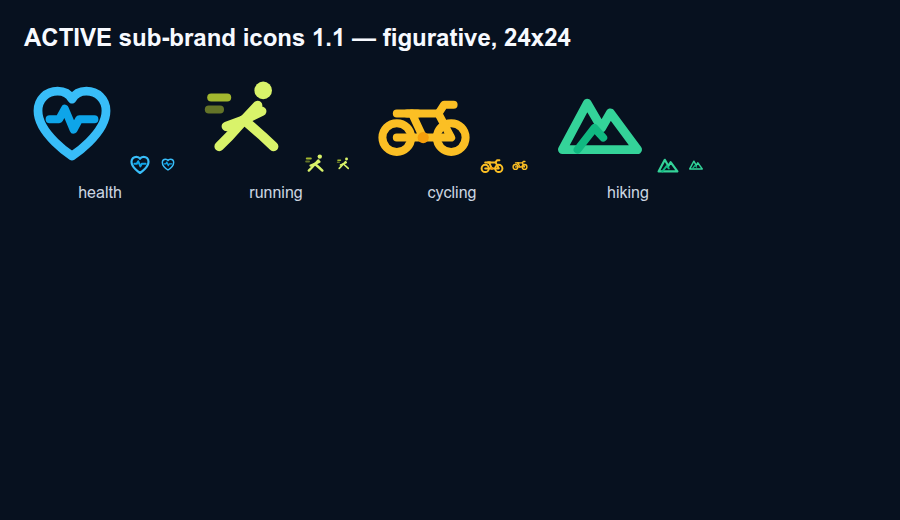 ACTIVE sub-brand icons 1.1 — figurative, 24x24
health
running
cycling
hiking